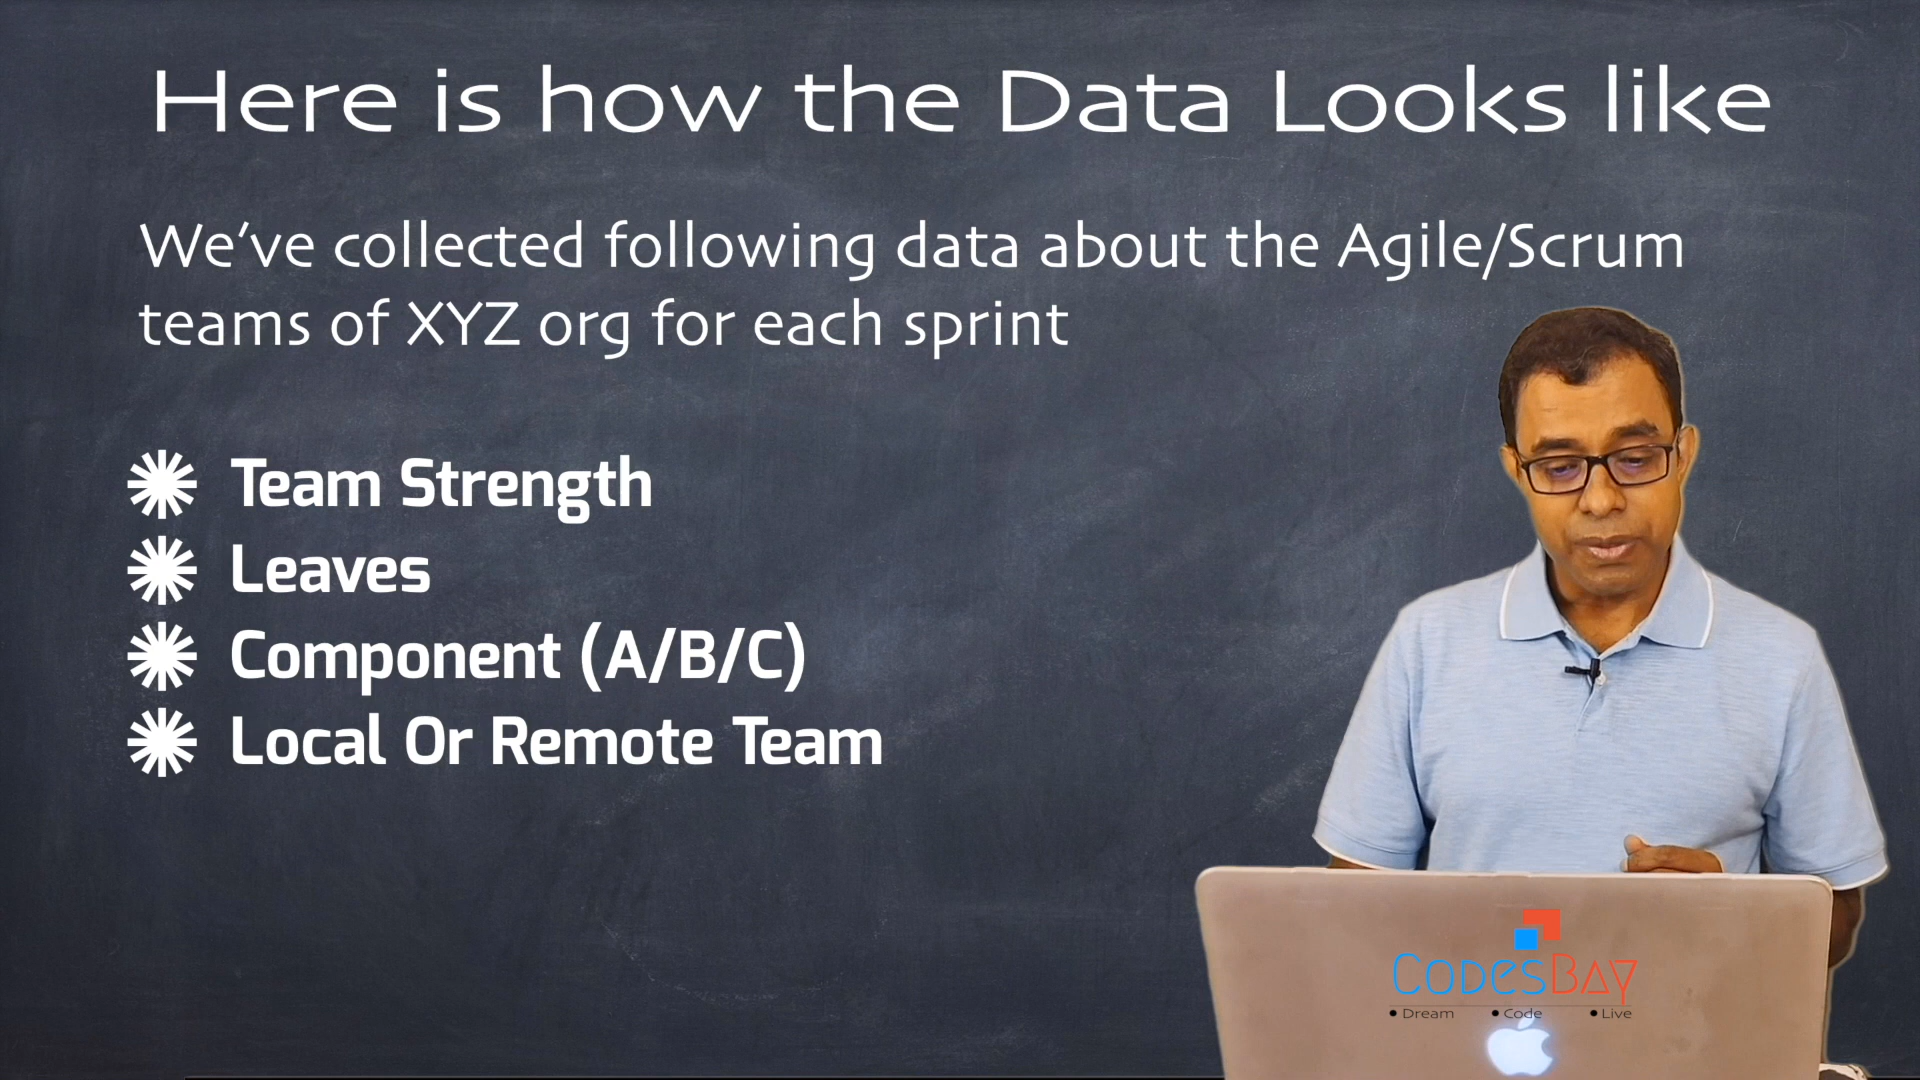 Here is how the Data Looks like
We've collected following data about the Agile/Scrum
teams of XYZ org for each sprint
Team Strength
Leaves
Component (A/B/C)
Local Or Remote Team
CodesBay
• Dream • Code • Live